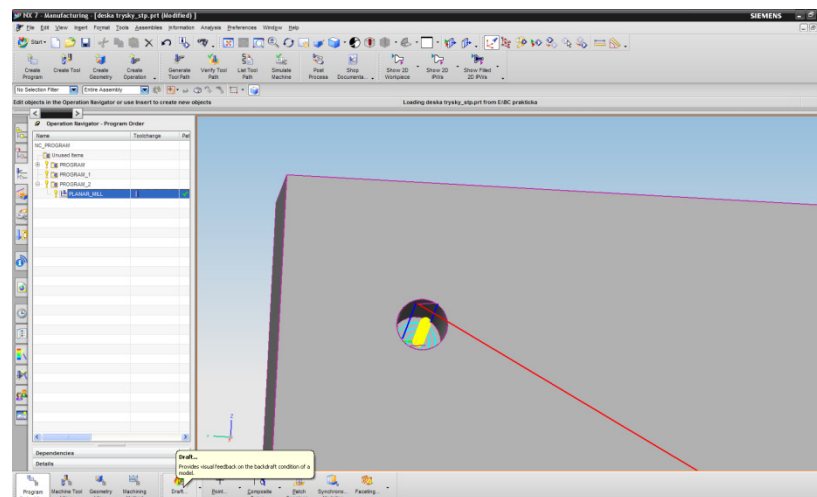 NX 7 - Manufacturing - [deska trysky_stp.prt (Modified) ]
SIEMENS
File Edit View Insert Format Tools Assemblies Information Analysis Preferences Window Help
Start
Create Program
Create Tool
Create Geometry
Create Operation
Generate Tool Path
Verify Tool Path
List Tool Path
Simulate Machine
Post Process
Shop Documenta...
Show 2D Workpiece
Show 2D IPWs
Show Filled 2D IPWs
No Selection Filter
Entire Assembly
Edit objects in the Operation Navigator or use Insert to create new objects
Loading deska trysky_stp.prt from E:\BC prakticka
Operation Navigator - Program Order
Name Toolchange Pat
NC_PROGRAM
Unused Items
PROGRAM
PROGRAM_1
PROGRAM_2
PLANAR_MILL
Z
Dependencies
Details
Draft...
Provides visual feedback on the backdraft condition of a
model.
Program
Machine Tool
Geometry
Machining
Draft...
Point...
Composite
Patch
Synchrono...
Faceting...